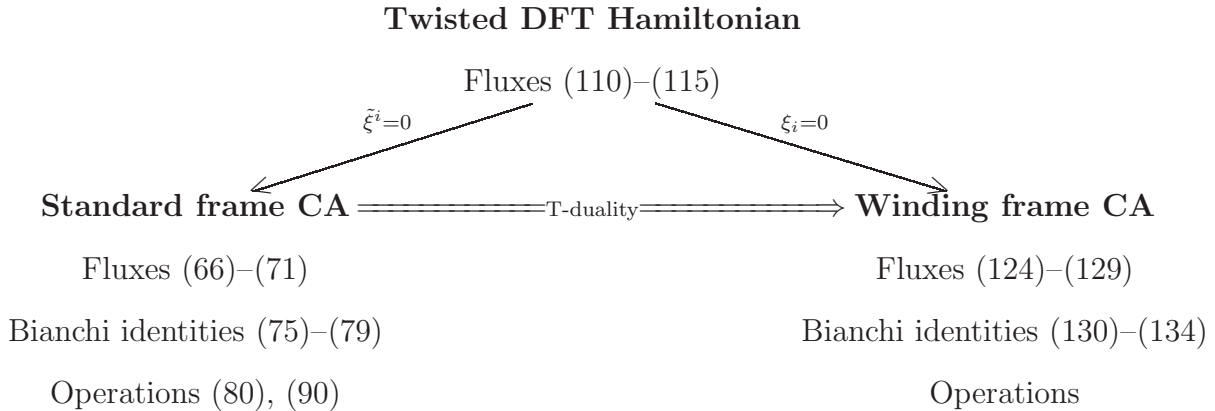 Twisted DFT Hamiltonian
Fluxes (110)–(115)
ξ̃ⁱ=0
ξᵢ=0
Standard frame CA
T-duality
Winding frame CA
Fluxes (66)–(71)
Fluxes (124)–(129)
Bianchi identities (75)–(79)
Bianchi identities (130)–(134)
Operations (80), (90)
Operations